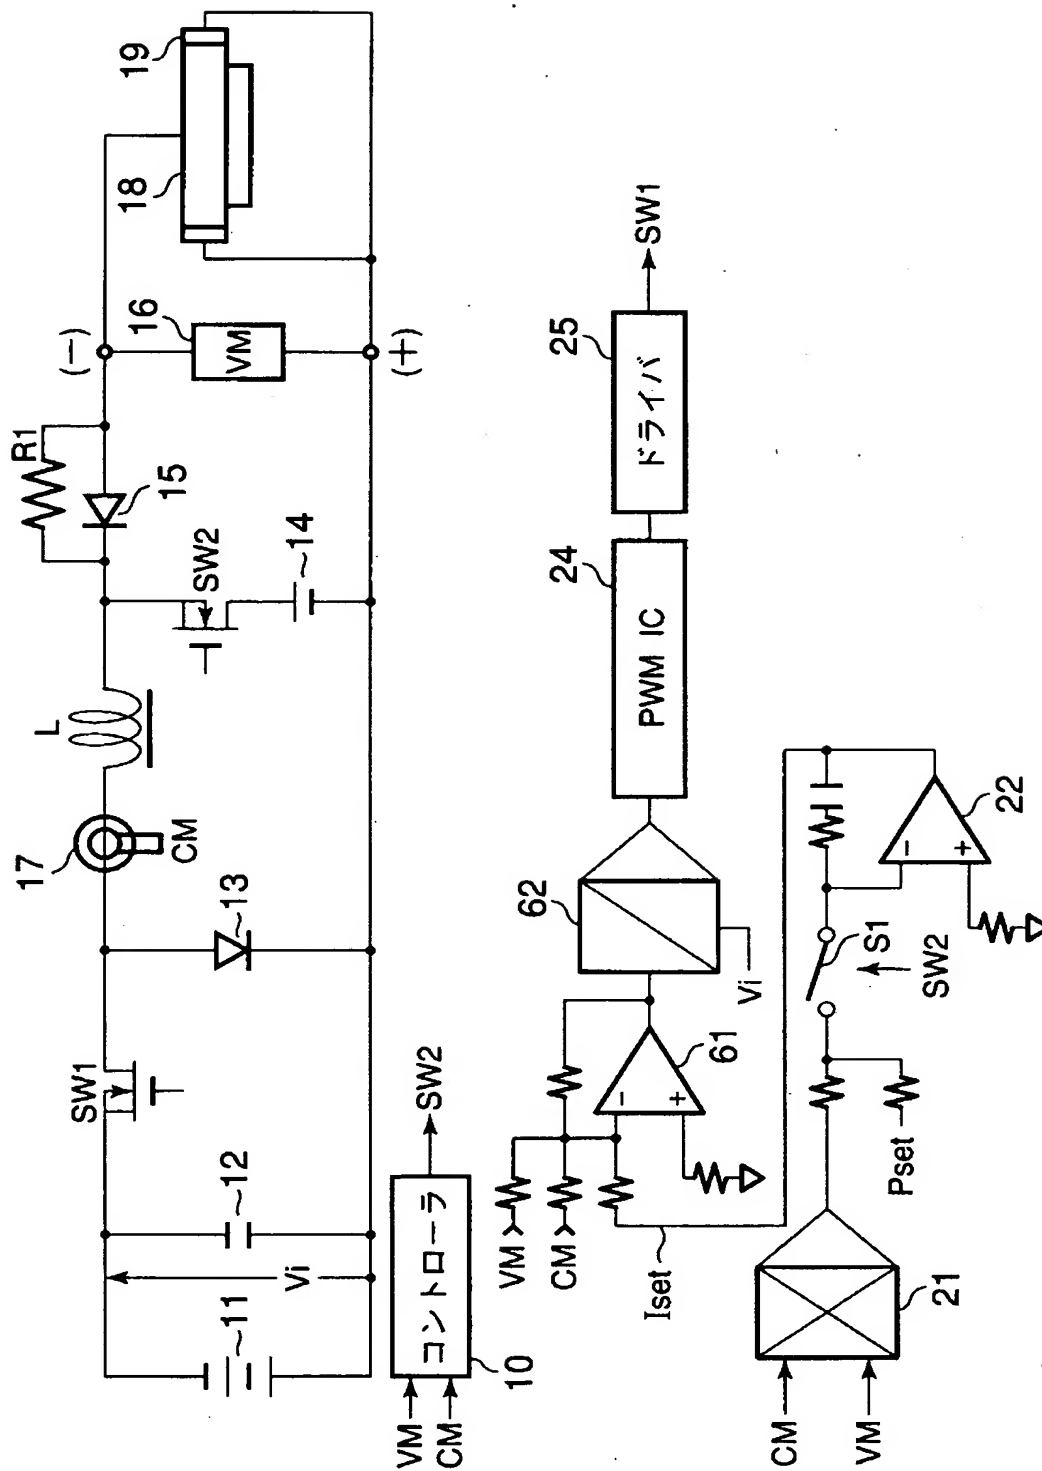 11
Vi
12
SW1
13
17
CM
L
SW2
14
R1
15
(−)
16
VM
(+)
18
19
VM
CM
コントローラ
10
SW2
VM
CM
Iset
−
+
61
62
Vi
PWM IC
24
ドライバ
25
SW1
CM
VM
21
Pset
S1
SW2
−
+
22